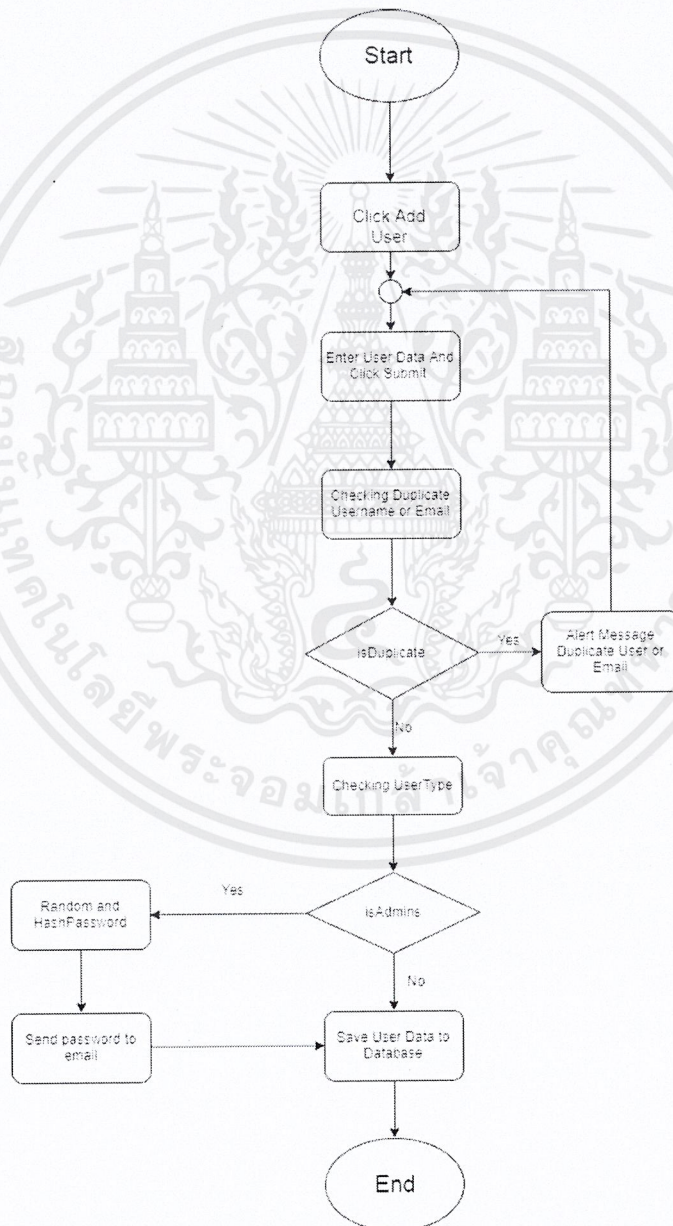 Start
Click Add
User
Enter User Data And
Click Submit
Checking Duplicate
Username or Email
isDuplicate
Yes
Alert Message
Duplicate User or
Email
No
Checking UserType
isAdmins
Yes
Random and
HashPassword
No
Send password to
email
Save User Data to
Database
End